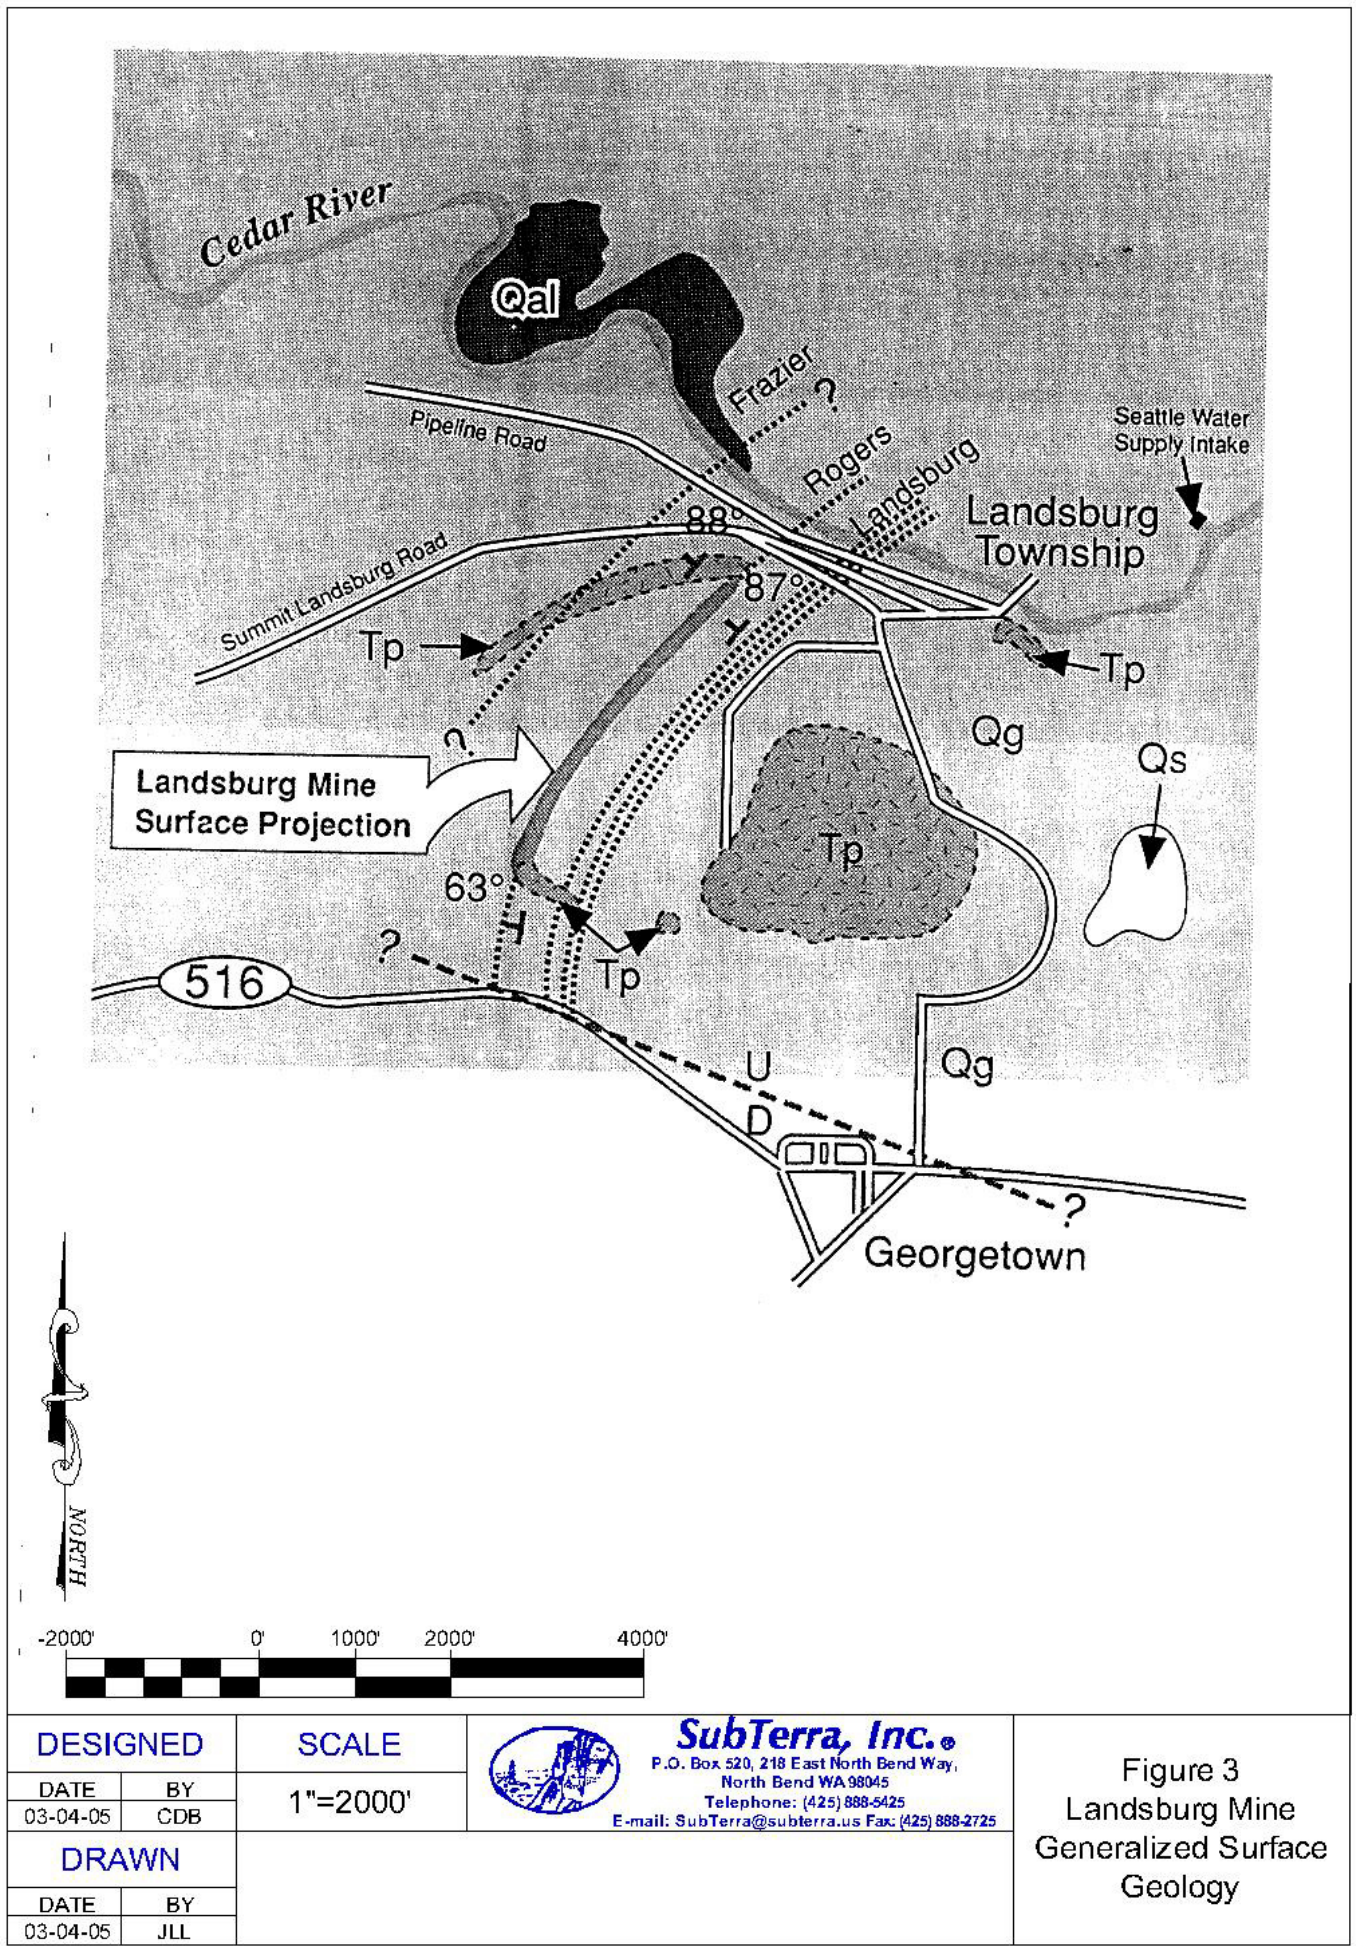 Cedar River
Qal
Frazier
?
Pipeline Road
Rogers
Landsburg
Seattle Water
Supply Intake
88°
Landsburg
Township
Summit Landsburg Road
87°
Tp
Tp
?
Qg
Qs
Landsburg Mine
Surface Projection
Tp
63°
?
Tp
516
U
Qg
D
?
Georgetown
NORTH
-2000' 0' 1000' 2000' 4000'
DESIGNED
DATE BY
03-04-05 CDB
DRAWN
DATE BY
03-04-05 JLL
SCALE
1"=2000'
SubTerra, Inc.®
P.O. Box 520, 218 East North Bend Way,
North Bend WA 98045
Telephone: (425) 888-5425
E-mail: SubTerra@subterra.us Fax: (425) 888-2725
Figure 3
Landsburg Mine
Generalized Surface
Geology